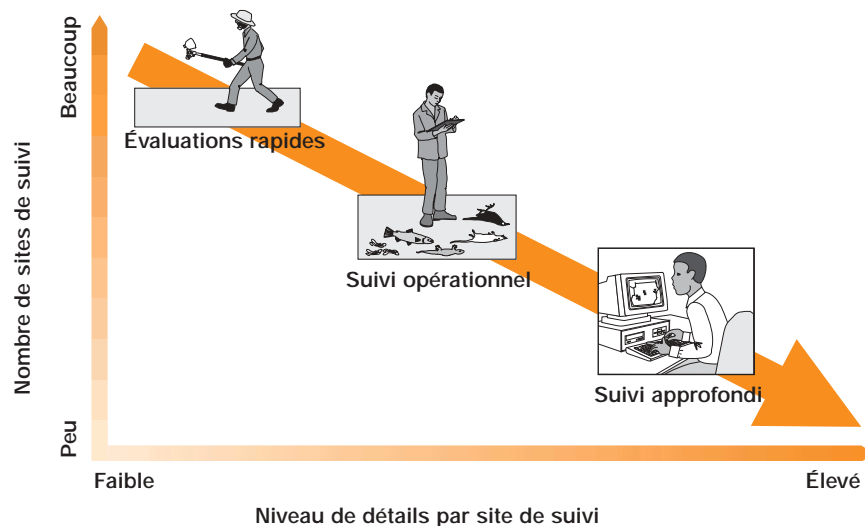 Beaucoup
Nombre de sites de suivi
Peu
Évaluations rapides
Suivi opérationnel
Suivi approfondi
Faible
Élevé
Niveau de détails par site de suivi